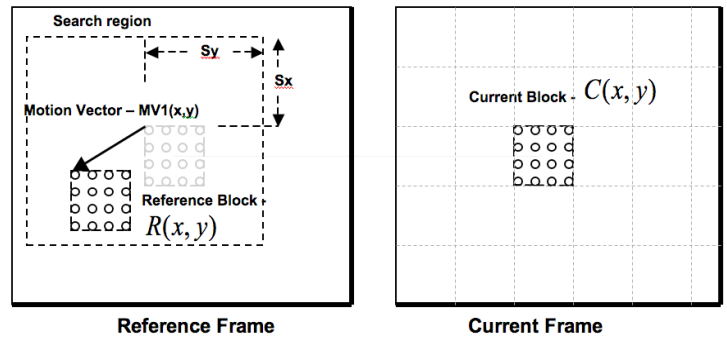 Search region
Sy
Sx
Motion Vector – MV1(x,y)
Reference Block -
R(x, y)
Reference Frame
Current Block - C(x, y)
Current Frame